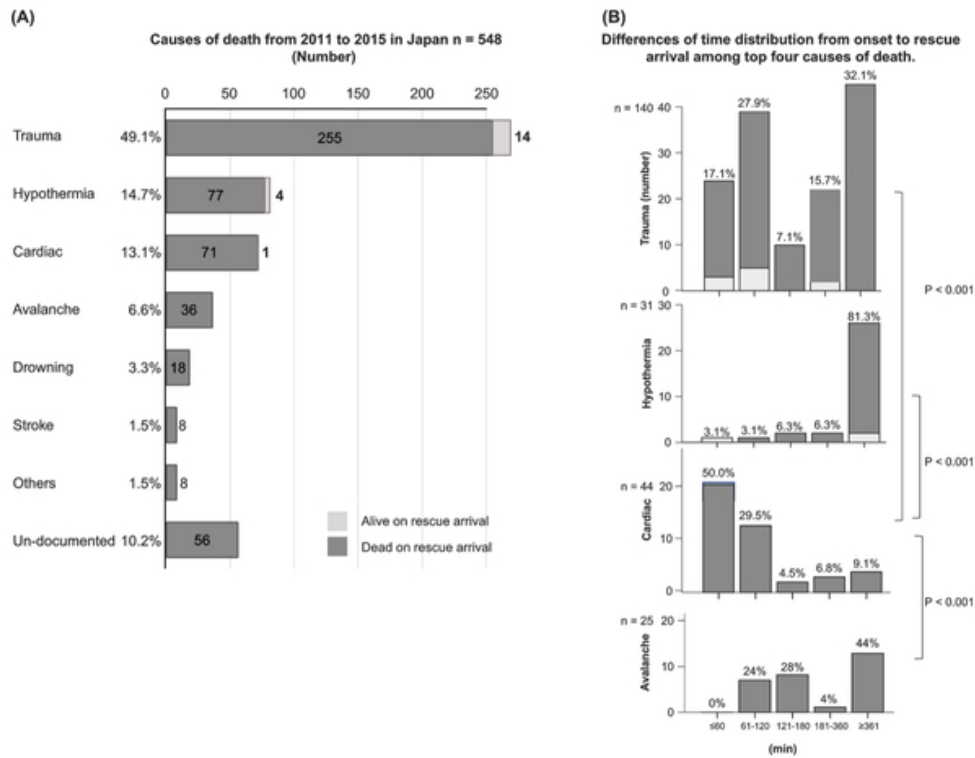 (A)
Causes of death from 2011 to 2015 in Japan n = 548
(Number)
0 50 100 150 200 250
Trauma 49.1% 255 14
Hypothermia 14.7% 77 4
Cardiac 13.1% 71 1
Avalanche 6.6% 36
Drowning 3.3% 18
Stroke 1.5% 8
Others 1.5% 8
Un-documented 10.2% 56
Alive on rescue arrival
Dead on rescue arrival
(B)
Differences of time distribution from onset to rescue
arrival among top four causes of death.
n = 140
Trauma (number)
40
30
20
10
0
17.1% 27.9% 7.1% 15.7% 32.1%
n = 31
Hypothermia
30
20
10
0
3.1% 3.1% 6.3% 6.3% 81.3%
n = 44
Cardiac
20
10
0
50.0% 29.5% 4.5% 6.8% 9.1%
n = 25
Avalanche
20
10
0
0% 24% 28% 4% 44%
≤60 61-120 121-180 181-360 ≥361
(min)
P < 0.001
P < 0.001
P < 0.001